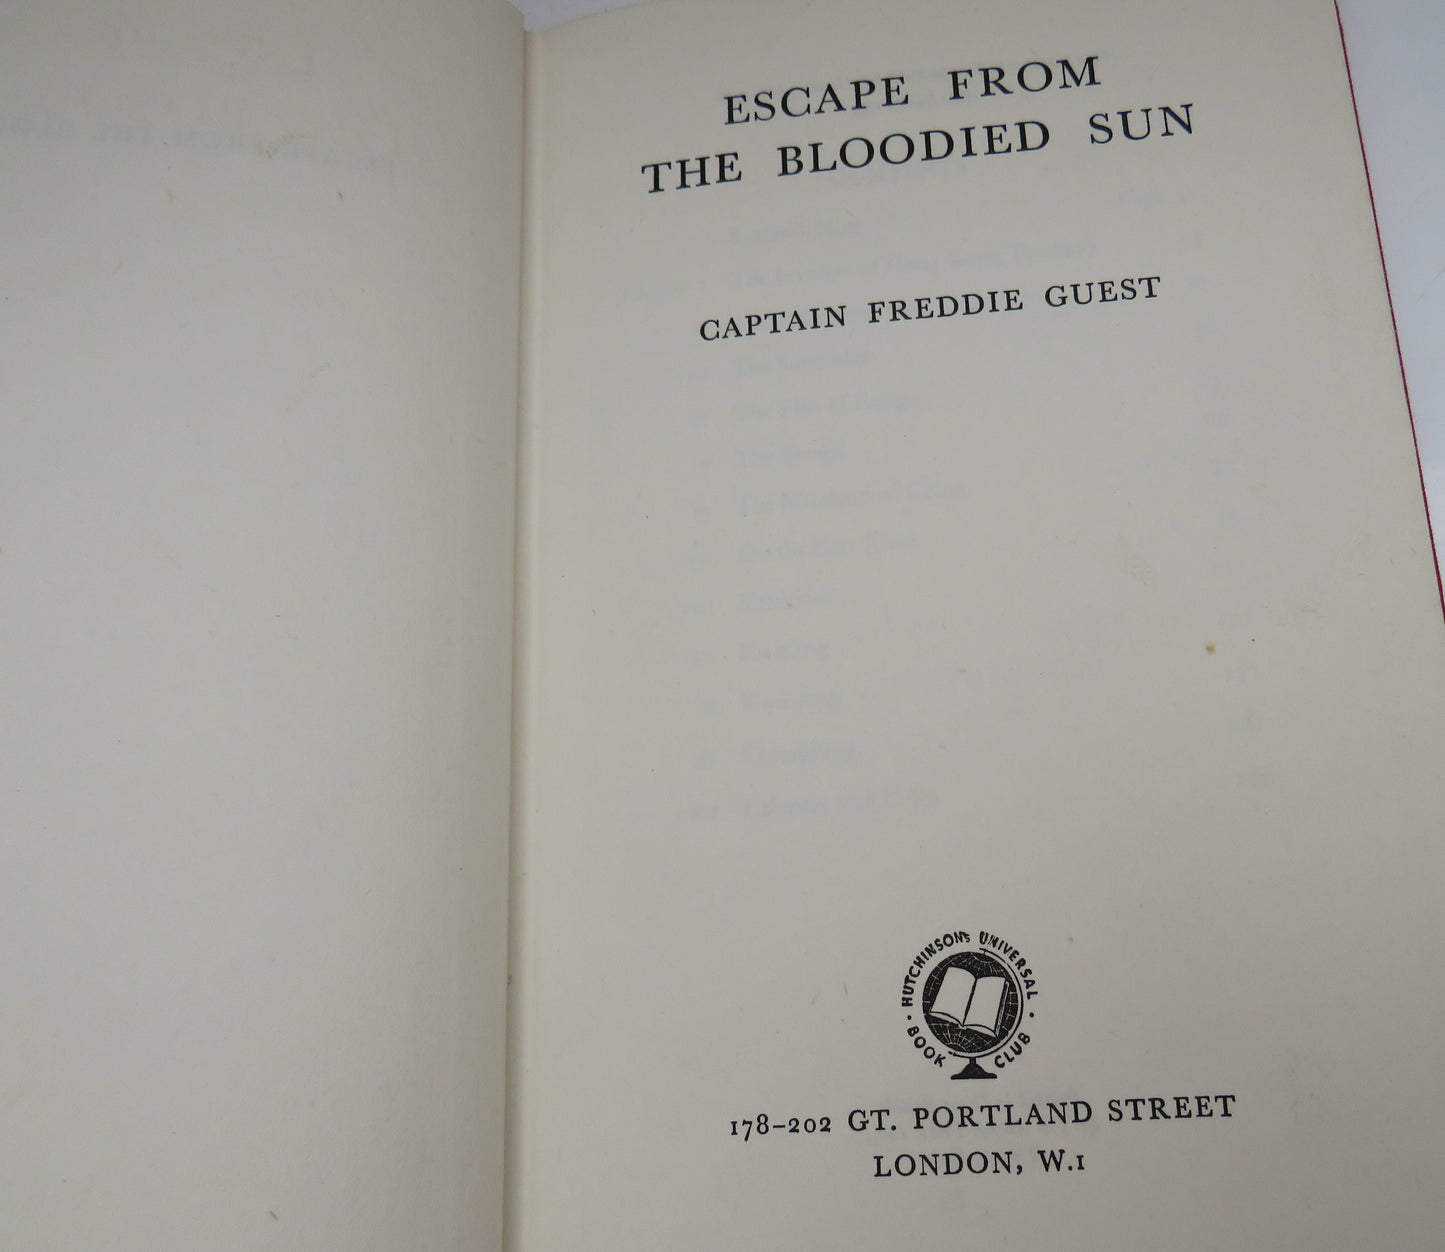 ESCAPE FROM
THE BLOODIED SUN
CAPTAIN FREDDIE GUEST
HUTCHINSON'S UNIVERSAL
BOOK CLUB
178-202 GT. PORTLAND STREET
LONDON, W.1